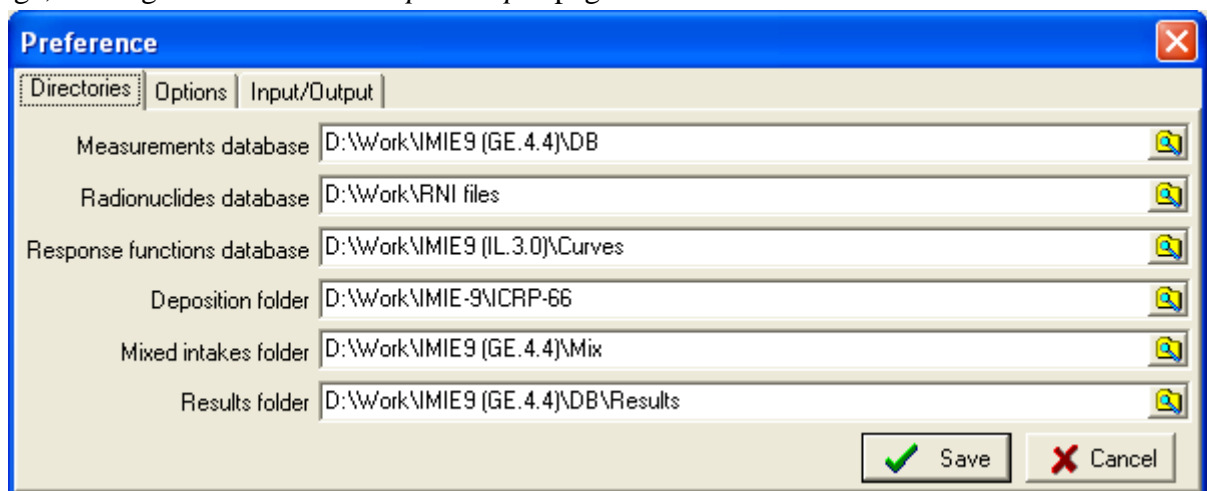 Preference
Directories Options Input/Output
Measurements database D:\Work\IMIE9 (GE.4.4)\DB
Radionuclides database D:\Work\RNI files
Response functions database D:\Work\IMIE9 (IL.3.0)\Curves
Deposition folder D:\Work\IMIE-9\ICRP-66
Mixed intakes folder D:\Work\IMIE9 (GE.4.4)\Mix
Results folder D:\Work\IMIE9 (GE.4.4)\DB\Results
Save Cancel